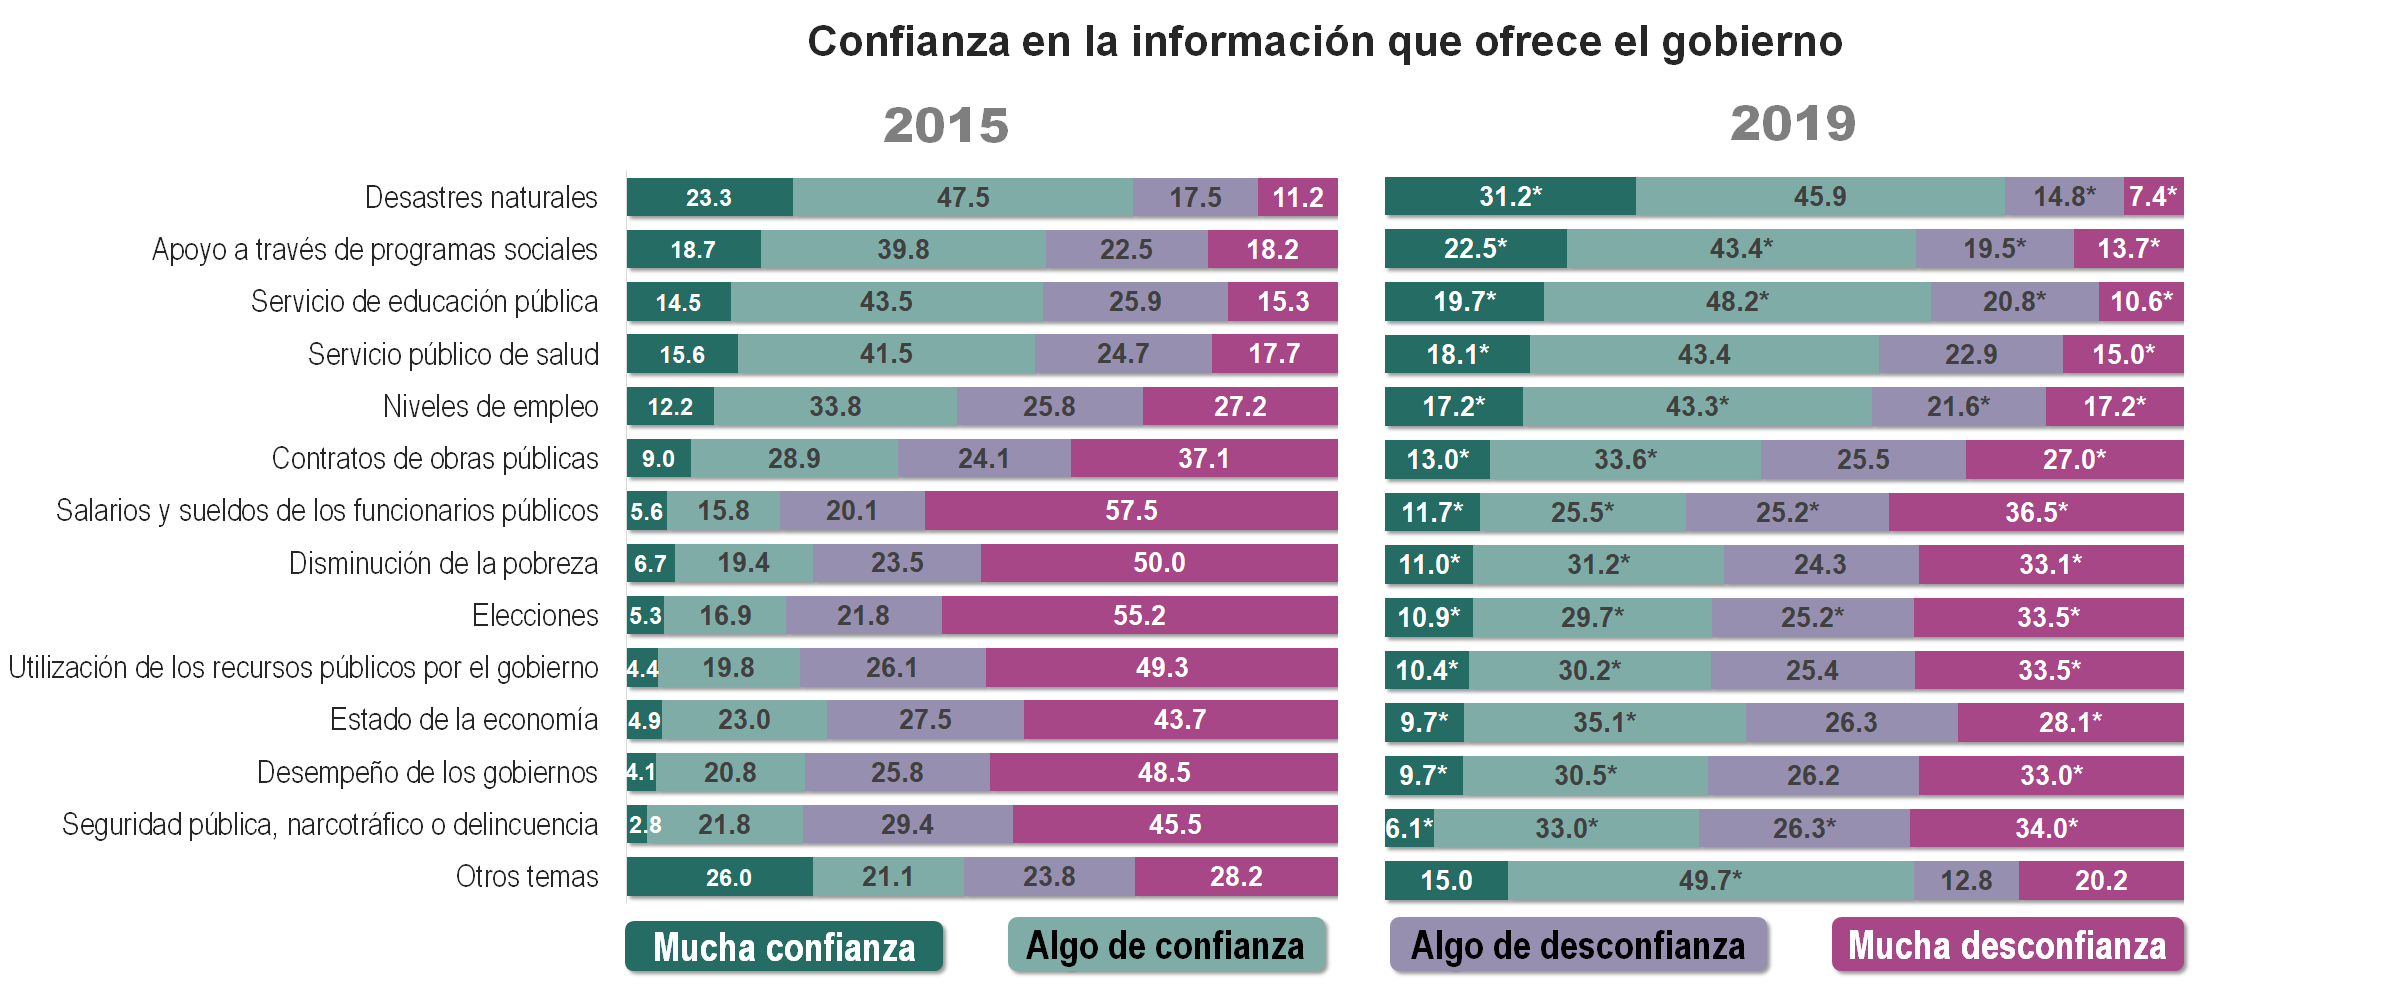 Confianza en la información que ofrece el gobierno
2015 2019
Desastres naturales 23.3 47.5 17.5 11.2 31.2* 45.9 14.8* 7.4*
Apoyo a través de programas sociales 18.7 39.8 22.5 18.2 22.5* 43.4* 19.5* 13.7*
Servicio de educación pública 14.5 43.5 25.9 15.3 19.7* 48.2* 20.8* 10.6*
Servicio público de salud 15.6 41.5 24.7 17.7 18.1* 43.4 22.9 15.0*
Niveles de empleo 12.2 33.8 25.8 27.2 17.2* 43.3* 21.6* 17.2*
Contratos de obras públicas 9.0 28.9 24.1 37.1 13.0* 33.6* 25.5 27.0*
Salarios y sueldos de los funcionarios públicos 5.6 15.8 20.1 57.5 11.7* 25.5* 25.2* 36.5*
Disminución de la pobreza 6.7 19.4 23.5 50.0 11.0* 31.2* 24.3 33.1*
Elecciones 5.3 16.9 21.8 55.2 10.9* 29.7* 25.2* 33.5*
Utilización de los recursos públicos por el gobierno 4.4 19.8 26.1 49.3 10.4* 30.2* 25.4 33.5*
Estado de la economía 4.9 23.0 27.5 43.7 9.7* 35.1* 26.3 28.1*
Desempeño de los gobiernos 4.1 20.8 25.8 48.5 9.7* 30.5* 26.2 33.0*
Seguridad pública, narcotráfico o delincuencia 2.8 21.8 29.4 45.5 6.1* 33.0* 26.3* 34.0*
Otros temas 26.0 21.1 23.8 28.2 15.0 49.7* 12.8 20.2
Mucha confianza Algo de confianza Algo de desconfianza Mucha desconfianza